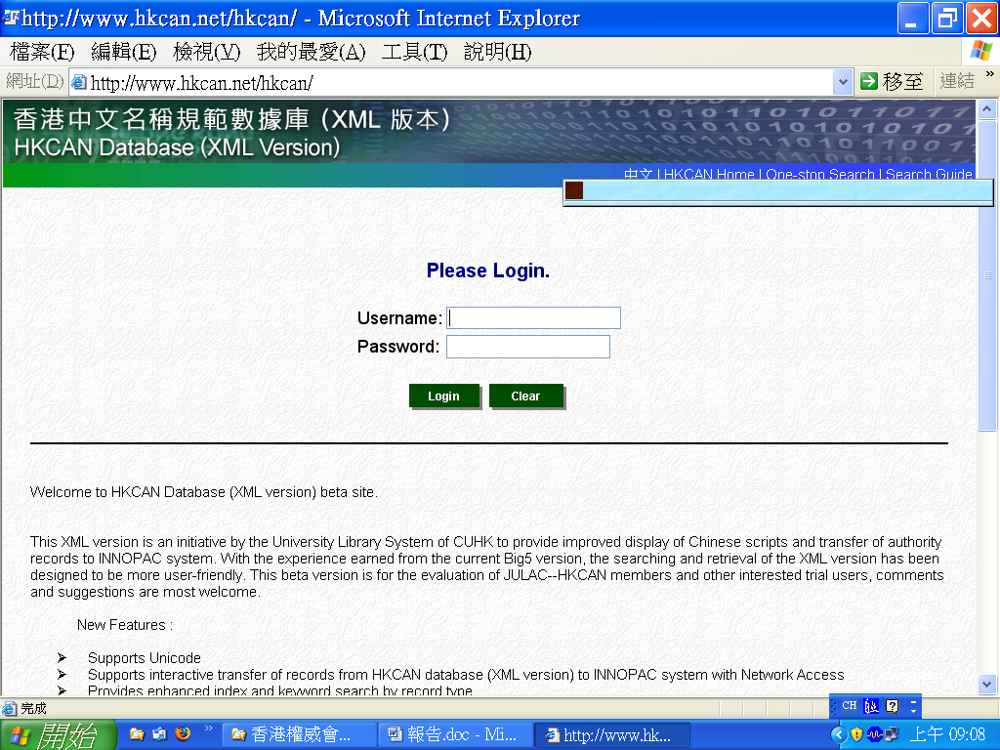 http://www.hkcan.net/hkcan/ - Microsoft Internet Explorer
檔案(F) 編輯(E) 檢視(V) 我的最愛(A) 工具(T) 說明(H)
網址(D) http://www.hkcan.net/hkcan/ 移至 連結 »
香港中文名稱規範數據庫 (XML 版本)
HKCAN Database (XML Version)
中文 | HKCAN Home | One-stop Search | Search Guide
Please Login.
Username:
Password:
Login Clear
Welcome to HKCAN Database (XML version) beta site.
This XML version is an initiative by the University Library System of CUHK to provide improved display of Chinese scripts and transfer of authority
records to INNOPAC system. With the experience earned from the current Big5 version, the searching and retrieval of the XML version has been
designed to be more user-friendly. This beta version is for the evaluation of JULAC--HKCAN members and other interested trial users, comments
and suggestions are most welcome.
New Features :
Supports Unicode
Supports interactive transfer of records from HKCAN database (XML version) to INNOPAC system with Network Access
Provides enhanced index and keyword search by record type
完成 CH
開始 » 香港權威會... 報告.doc - Mi... http://www.hk... 上午 09:08